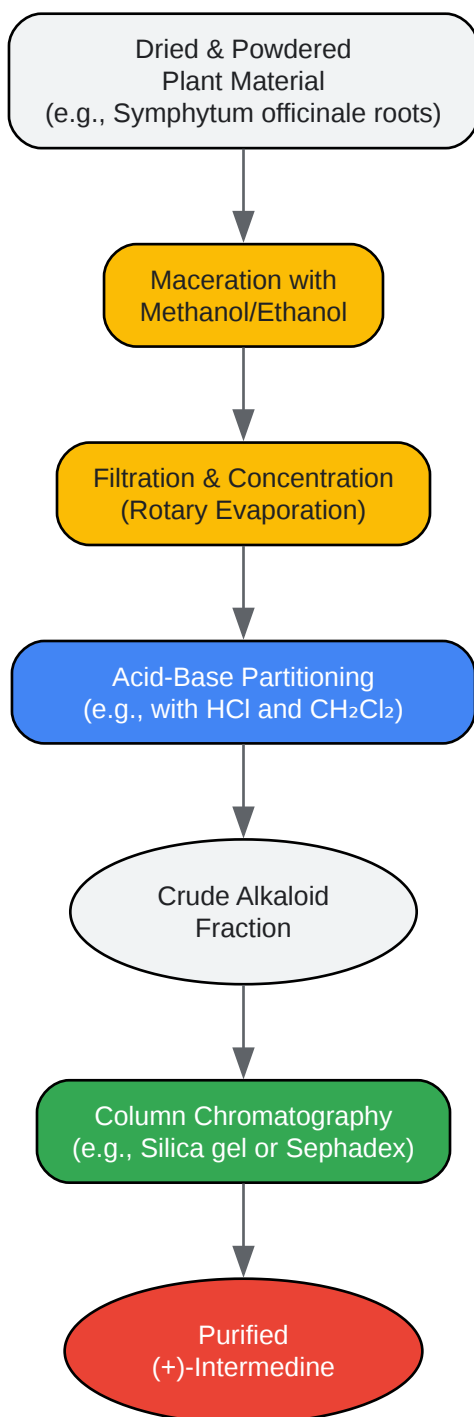 Dried & Powdered
Plant Material
(e.g., Symphytum officinale roots)
Maceration with
Methanol/Ethanol
Filtration & Concentration
(Rotary Evaporation)
Acid-Base Partitioning
(e.g., with HCl and CH₂Cl₂)
Crude Alkaloid
Fraction
Column Chromatography
(e.g., Silica gel or Sephadex)
Purified
(+)-Intermedine